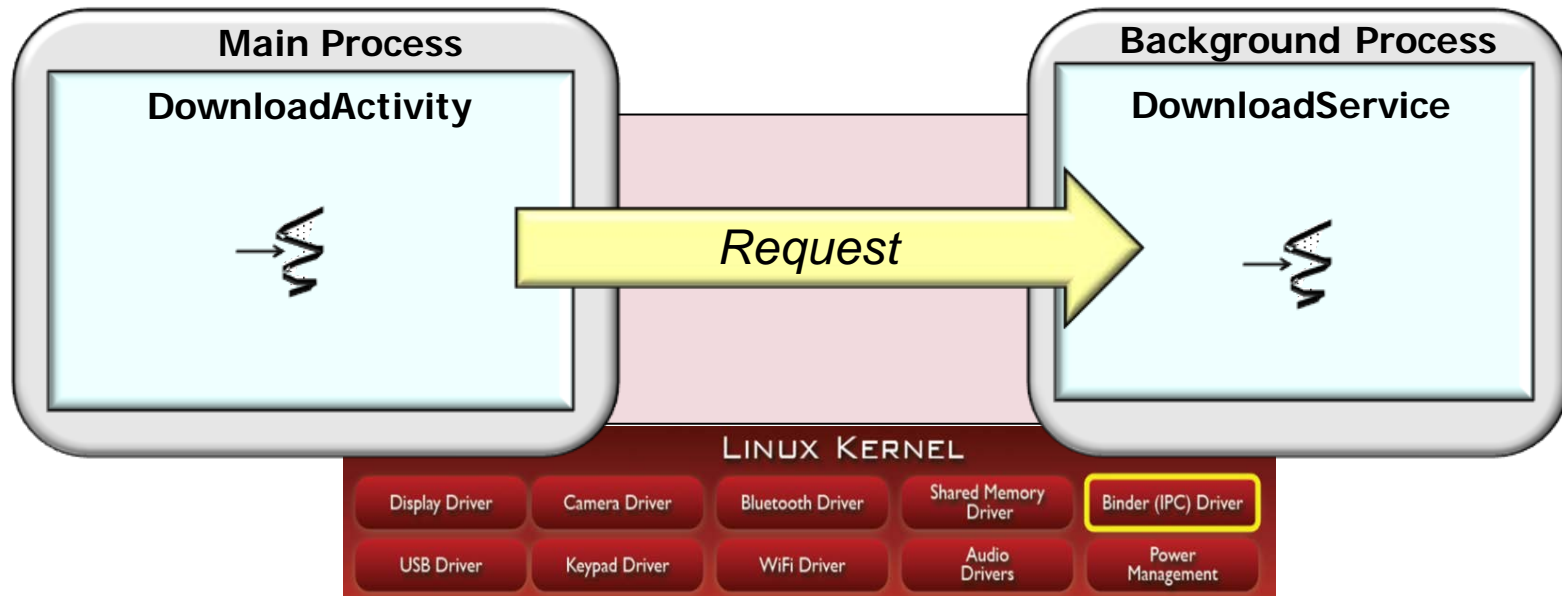 Main Process
Background Process
DownloadActivity
DownloadService
Request
LINUX KERNEL
Display Driver
Camera Driver
Bluetooth Driver
Shared Memory
Driver
Binder (IPC) Driver
USB Driver
Keypad Driver
WiFi Driver
Audio
Drivers
Power
Management